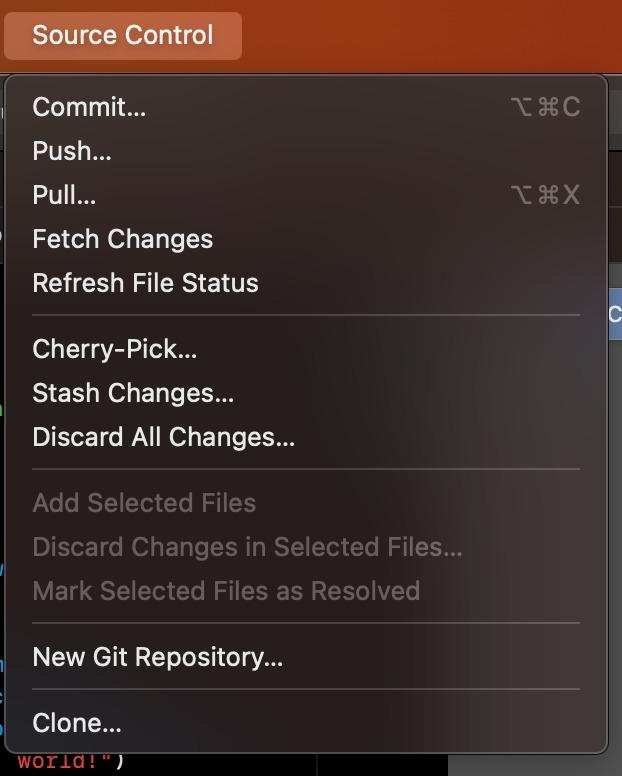 Source Control
Commit... ⌥⌘C
Push...
Pull... ⌥⌘X
Fetch Changes
Refresh File Status
Cherry-Pick...
Stash Changes...
Discard All Changes...
Add Selected Files
Discard Changes in Selected Files...
Mark Selected Files as Resolved
New Git Repository...
Clone...
world!")